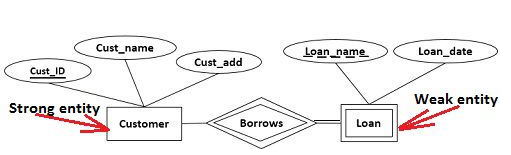 Cust_name
Loan_name
Loan_date
Cust_ID
Cust_add
Strong entity
Weak entity
Customer
Borrows
Loan